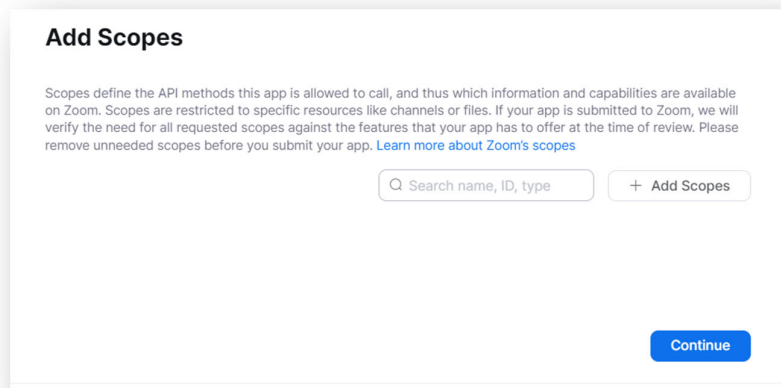 Add Scopes
Scopes define the API methods this app is allowed to call, and thus which information and capabilities are available
on Zoom. Scopes are restricted to specific resources like channels or files. If your app is submitted to Zoom, we will
verify the need for all requested scopes against the features that your app has to offer at the time of review. Please
remove unneeded scopes before you submit your app. Learn more about Zoom's scopes
Search name, ID, type
+ Add Scopes
Continue